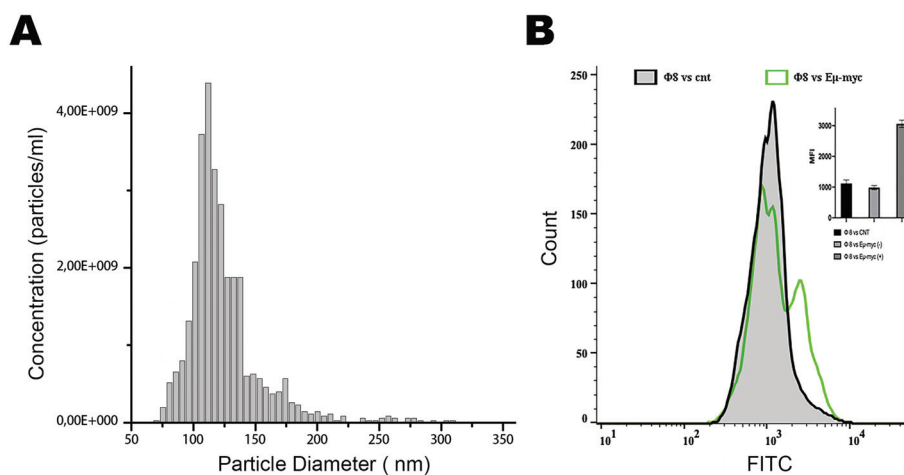 A
Concentration (particles/ml)
4,00E+009
2,00E+009
0,00E+000
50 100 150 200 250 300 350
Particle Diameter ( nm)
B
Φ8 vs cnt Φ8 vs Eμ-myc
Count
250
200
150
100
50
0
10¹ 10² 10³ 10⁴
FITC
MFI
3000
2000
1000
0
Φ8 vs CNT
Φ8 vs Eμ-myc (-)
Φ8 vs Eμ-myc (+)